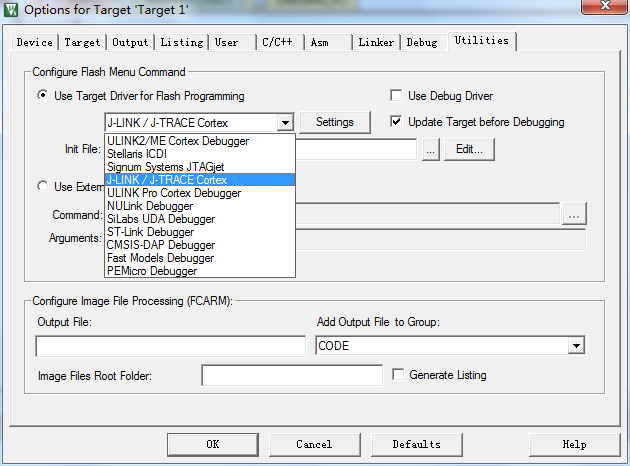 Options for Target 'Target 1'
Device Target Output Listing User C/C++ Asm Linker Debug Utilities
Configure Flash Menu Command
Use Target Driver for Flash Programming
Use Debug Driver
J-LINK / J-TRACE Cortex
Settings
Update Target before Debugging
ULINK2/ME Cortex Debugger
Stellaris ICDI
Signum Systems JTAGjet
J-LINK / J-TRACE Cortex
ULINK Pro Cortex Debugger
NULink Debugger
SiLabs UDA Debugger
ST-Link Debugger
CMSIS-DAP Debugger
Fast Models Debugger
PEMicro Debugger
Init File:
...
Edit...
Use Extern
Command:
...
Arguments:
Configure Image File Processing (FCARM):
Output File:
Add Output File to Group:
CODE
Image Files Root Folder:
Generate Listing
OK Cancel Defaults Help